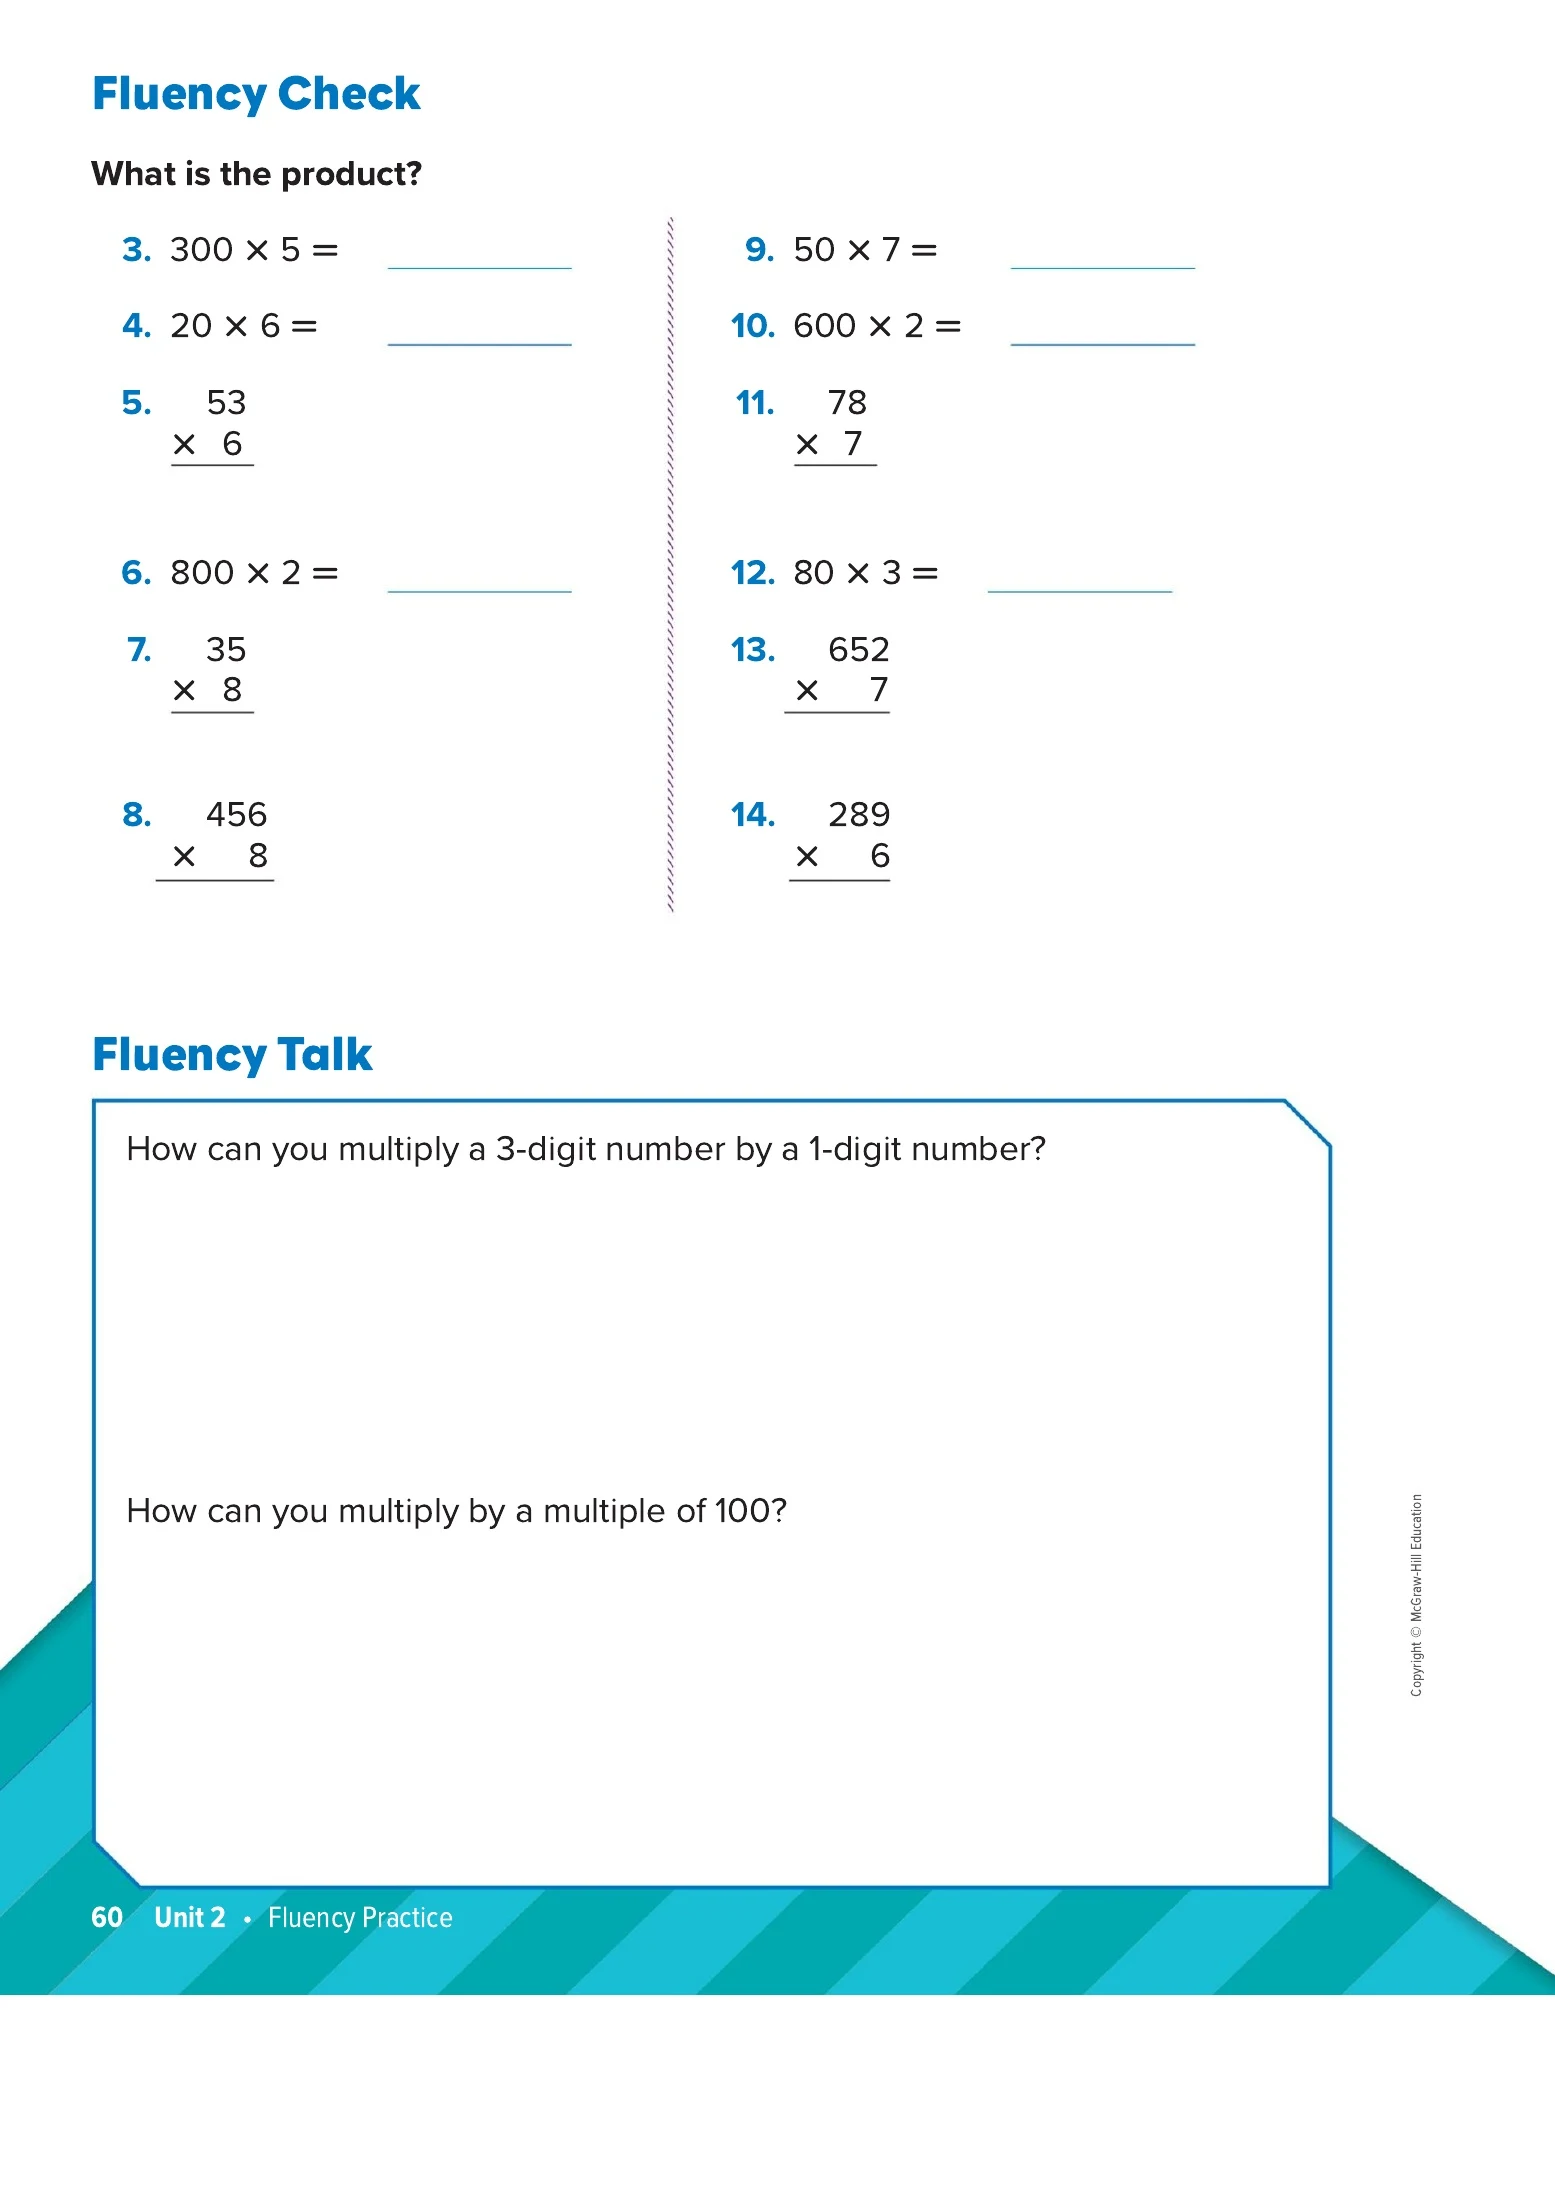 Fluency Check
What is the product?
3. 300 × 5 =
4. 20 × 6 =
5. 53
× 6
6. 800 × 2 =
7. 35
× 8
8. 456
× 8
9. 50 × 7 =
10. 600 × 2 =
11. 78
× 7
12. 80 × 3 =
13. 652
× 7
14. 289
× 6
Fluency Talk
How can you multiply a 3-digit number by a 1-digit number?
How can you multiply by a multiple of 100?
Copyright © McGraw-Hill Education
60 Unit 2 • Fluency Practice